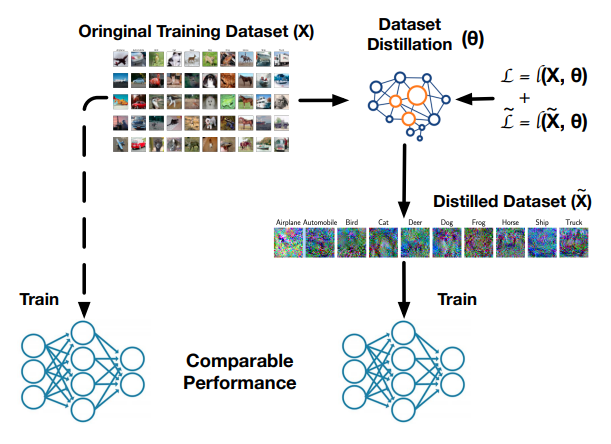 Oringinal Training Dataset (X)
Dataset
Distillation (θ)
ℒ = l(X, θ)
+
ℒ̃ = l(X̃, θ)
Distilled Dataset (X̃)
Airplane Automobile Bird Cat Deer Dog Frog Horse Ship Truck
Train
Train
Comparable
Performance